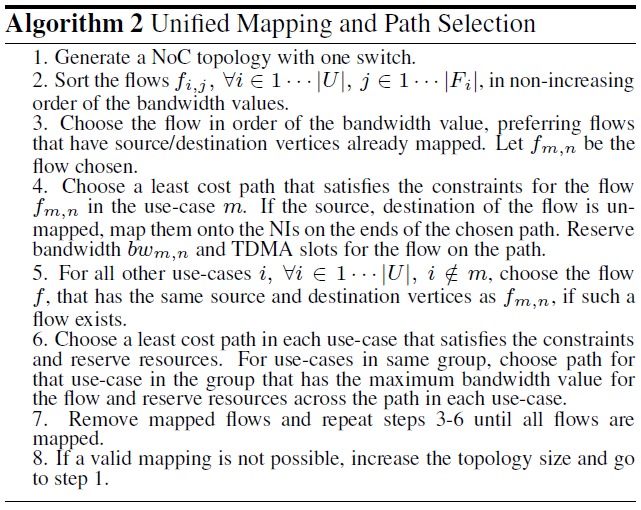 Algorithm 2 Unified Mapping and Path Selection
1. Generate a NoC topology with one switch.
2. Sort the flows f_{i,j}, ∀i ∈ 1···|U|, j ∈ 1···|F_i|, in non-increasing
order of the bandwidth values.
3. Choose the flow in order of the bandwidth value, preferring flows
that have source/destination vertices already mapped. Let f_{m,n} be the
flow chosen.
4. Choose a least cost path that satisfies the constraints for the flow
f_{m,n} in the use-case m. If the source, destination of the flow is un-
mapped, map them onto the NIs on the ends of the chosen path. Reserve
bandwidth bw_{m,n} and TDMA slots for the flow on the path.
5. For all other use-cases i, ∀i ∈ 1···|U|, i ∉ m, choose the flow
f, that has the same source and destination vertices as f_{m,n}, if such a
flow exists.
6. Choose a least cost path in each use-case that satisfies the constraints
and reserve resources. For use-cases in same group, choose path for
that use-case in the group that has the maximum bandwidth value for
the flow and reserve resources across the path in each use-case.
7. Remove mapped flows and repeat steps 3-6 until all flows are
mapped.
8. If a valid mapping is not possible, increase the topology size and go
to step 1.